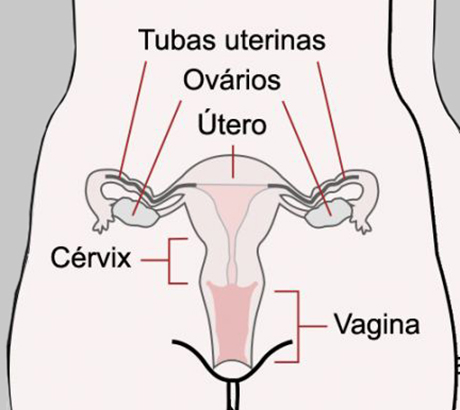 Tubas uterinas
Ovários
Útero
Cérvix
Vagina